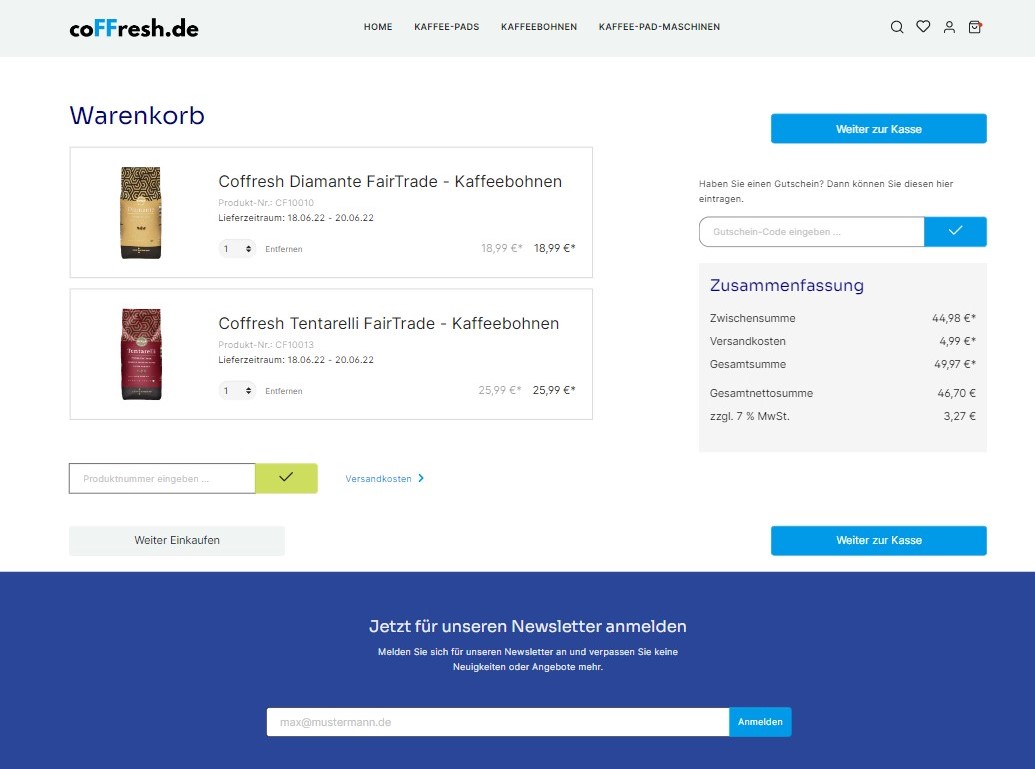 coFFresh.de
HOME
KAFFEE-PADS
KAFFEEBOHNEN
KAFFEE-PAD-MASCHINEN
Warenkorb
Weiter zur Kasse
Coffresh Diamante FairTrade - Kaffeebohnen
Produkt-Nr.: CF10010
Lieferzeitraum: 18.06.22 - 20.06.22
1
Entfernen
18,99 €*
18,99 €*
Coffresh Tentarelli FairTrade - Kaffeebohnen
Tentarelli
Produkt-Nr.: CF10013
Lieferzeitraum: 18.06.22 - 20.06.22
1
Entfernen
25,99 €*
25,99 €*
Haben Sie einen Gutschein? Dann können Sie diesen hier
eintragen.
Gutschein-Code eingeben ...
Zusammenfassung
Zwischensumme 44,98 €*
Versandkosten 4,99 €*
Gesamtsumme 49,97 €*
Gesamtnettosumme 46,70 €
zzgl. 7 % MwSt. 3,27 €
Produktnummer eingeben ...
Versandkosten
Weiter Einkaufen
Weiter zur Kasse
Jetzt für unseren Newsletter anmelden
Melden Sie sich für unseren Newsletter an und verpassen Sie keine
Neuigkeiten oder Angebote mehr.
max@mustermann.de
Anmelden